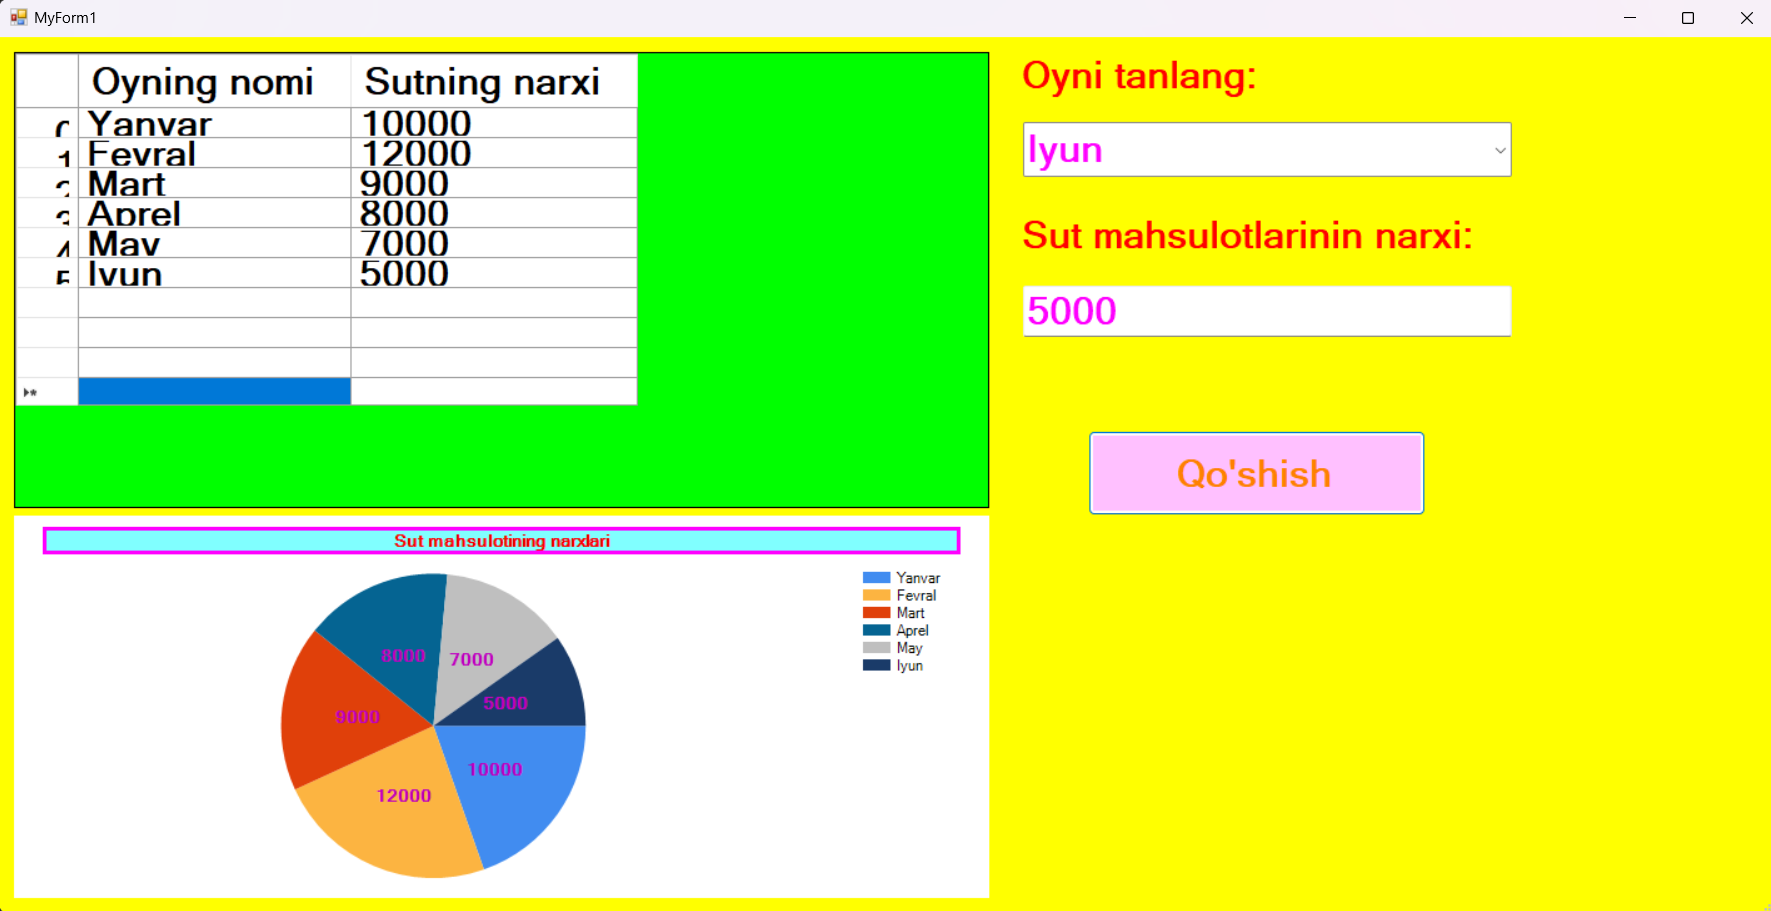 MyForm1
Oyning nomi Sutning narxi
0 Yanvar 10000
1 Fevral 12000
2 Mart 9000
3 Aprel 8000
4 May 7000
5 Iyun 5000
Oyni tanlang:
Iyun
Sut mahsulotlarinin narxi:
5000
Qo'shish
Sut mahsulotining narxlari
Yanvar
Fevral
Mart
Aprel
May
Iyun
8000
7000
5000
9000
10000
12000